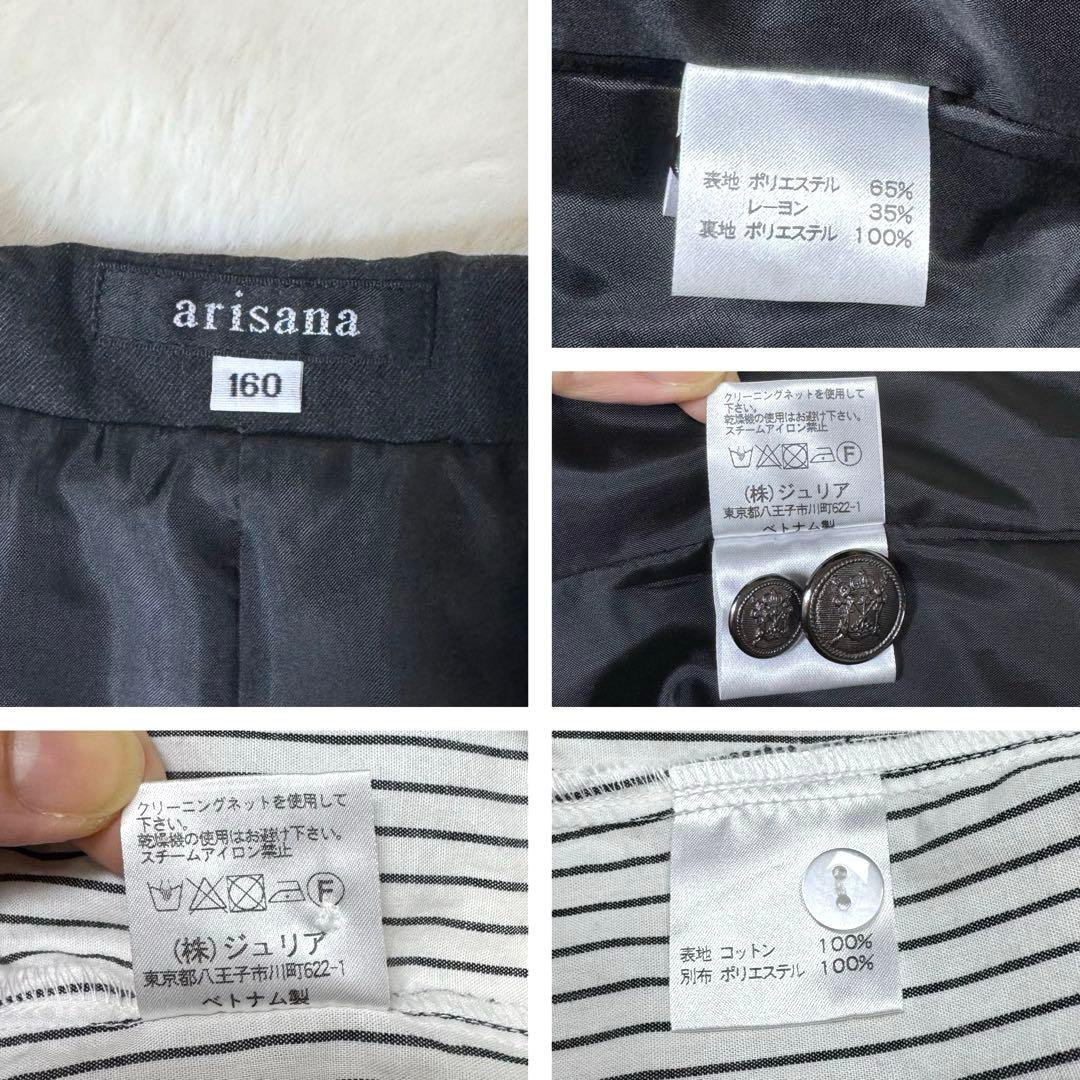 arisana
160
表地 ポリエステル 65%
レーヨン 35%
裏地 ポリエステル 100%
クリーニングネットを使用して
下さい。
乾燥機の使用はお避け下さい。
スチームアイロン禁止
F
(株)ジュリア
東京都八王子市川町622-1
ベトナム製
クリーニングネットを使用して
下さい。
乾燥機の使用はお避け下さい。
スチームアイロン禁止
F
(株)ジュリア
東京都八王子市川町622-1
ベトナム製
表地 コットン 100%
別布 ポリエステル 100%